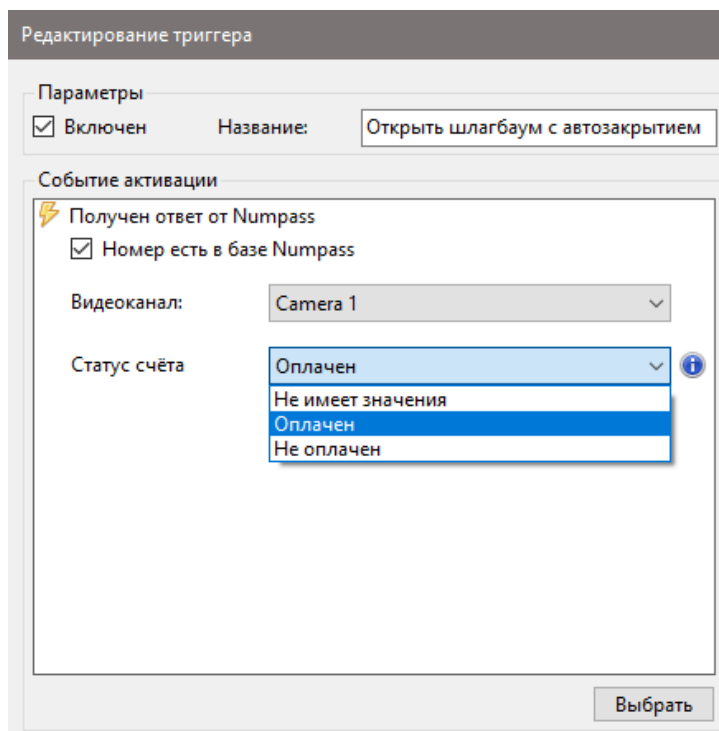 Редактирование триггера
Параметры
Включен Название: Открыть шлагбаум с автозакрытием
Событие активации
Получен ответ от Numpass
Номер есть в базе Numpass
Видеоканал: Camera 1
Статус счёта Оплачен
Не имеет значения
Оплачен
Не оплачен
Выбрать